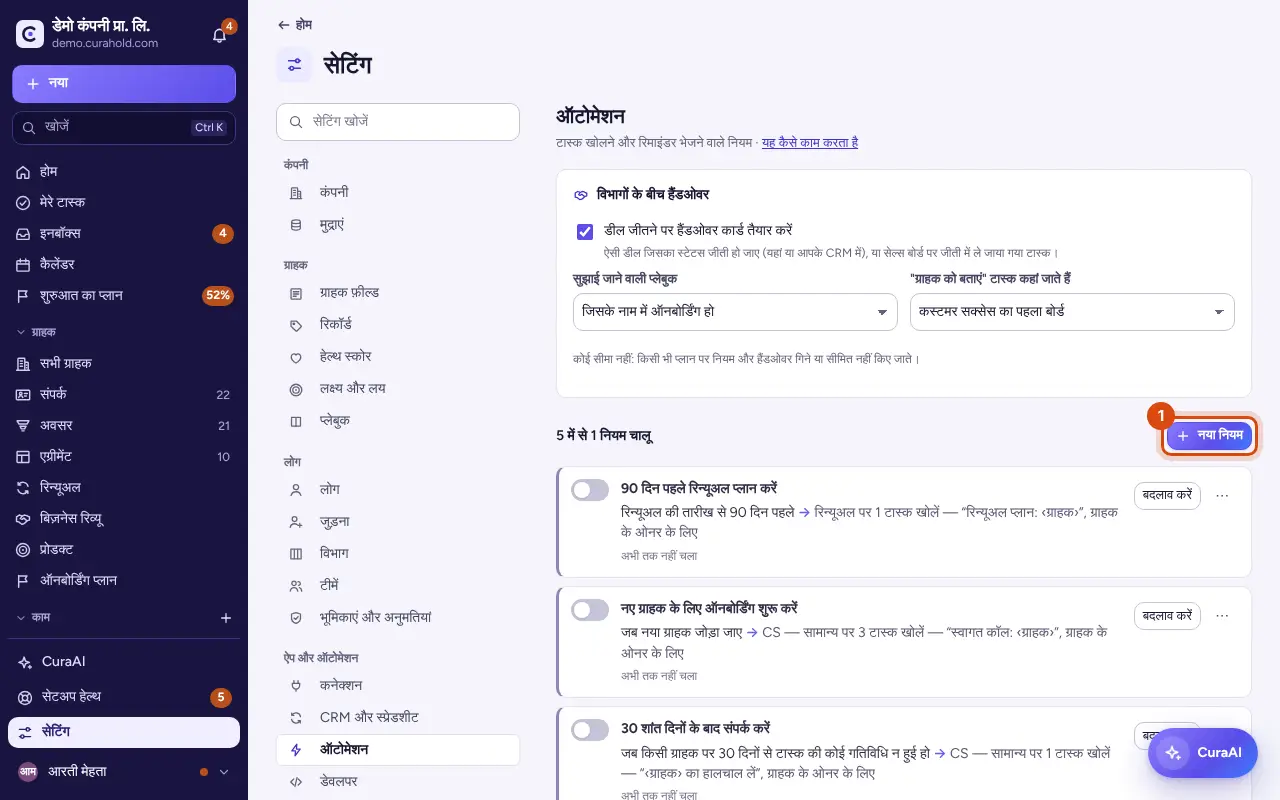 डेमो कंपनी प्रा. लि.
demo.curahold.com
4
नया
खोजें
Ctrl K
होम
मेरे टास्क
इनबॉक्स
4
कैलेंडर
शुरुआत का प्लान
52%
ग्राहक
सभी ग्राहक
संपर्क
22
अवसर
21
एग्रीमेंट
10
रिन्यूअल
बिज़नेस रिव्यू
प्रोडक्ट
ऑनबोर्डिंग प्लान
काम
CuraAI
सेटअप हेल्थ
5
सेटिंग
आम
आरती मेहता
होम
सेटिंग
सेटिंग खोजें
कंपनी
कंपनी
मुद्राएं
ग्राहक
ग्राहक फ़ील्ड
रिकॉर्ड
हेल्थ स्कोर
लक्ष्य और लय
प्लेबुक
लोग
लोग
जुड़ना
विभाग
टीमें
भूमिकाएं और अनुमतियां
ऐप और ऑटोमेशन
कनेक्शन
CRM और स्प्रेडशीट
ऑटोमेशन
डेवलपर
ऑटोमेशन
टास्क खोलने और रिमाइंडर भेजने वाले नियम · यह कैसे काम करता है
विभागों के बीच हैंडओवर
डील जीतने पर हैंडओवर कार्ड तैयार करें
ऐसी डील जिसका स्टेटस जीती हो जाए (यहां या आपके CRM में), या सेल्स बोर्ड पर जीती में ले जाया गया टास्क।
सुझाई जाने वाली प्लेबुक
"ग्राहक को बताएं" टास्क कहां जाते हैं
जिसके नाम में ऑनबोर्डिंग हो
कस्टमर सक्सेस का पहला बोर्ड
कोई सीमा नहीं: किसी भी प्लान पर नियम और हैंडओवर गिने या सीमित नहीं किए जाते।
5 में से 1 नियम चालू
1
नया नियम
90 दिन पहले रिन्यूअल प्लान करें
रिन्यूअल की तारीख से 90 दिन पहले → रिन्यूअल पर 1 टास्क खोलें — “रिन्यूअल प्लान: ‹ग्राहक›”, ग्राहक
के ओनर के लिए
अभी तक नहीं चला
बदलाव करें
नए ग्राहक के लिए ऑनबोर्डिंग शुरू करें
जब नया ग्राहक जोड़ा जाए → CS — सामान्य पर 3 टास्क खोलें — “स्वागत कॉल: ‹ग्राहक›”, ग्राहक के
ओनर के लिए
अभी तक नहीं चला
बदलाव करें
30 शांत दिनों के बाद संपर्क करें
जब किसी ग्राहक पर 30 दिनों से टास्क की कोई गतिविधि न हुई हो → CS — सामान्य पर 1 टास्क खोलें
— “‹ग्राहक› का हालचाल लें”, ग्राहक के ओनर के लिए
अभी तक नहीं चला
CuraAI